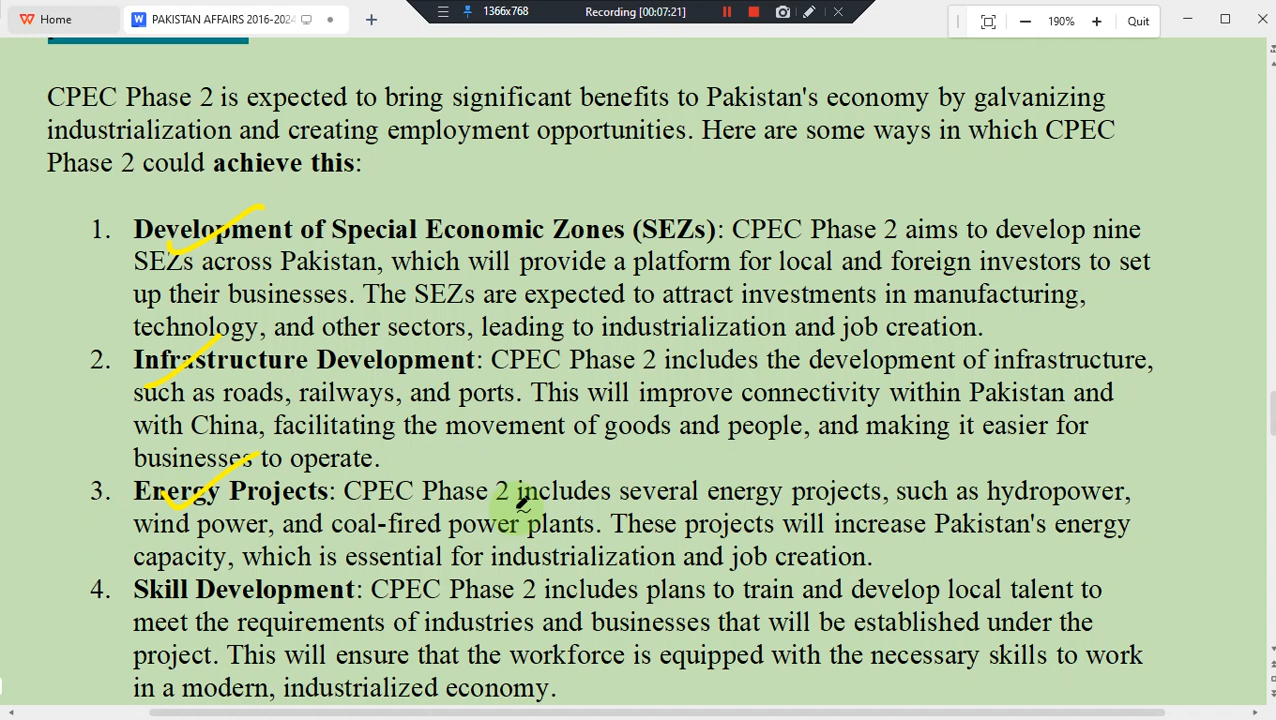 Home
PAKISTAN AFFAIRS 2016-2024
1366x768
Recording [00:07:21]
190%
Quit
CPEC Phase 2 is expected to bring significant benefits to Pakistan's economy by galvanizing
industrialization and creating employment opportunities. Here are some ways in which CPEC
Phase 2 could achieve this:
1. Development of Special Economic Zones (SEZs): CPEC Phase 2 aims to develop nine
SEZs across Pakistan, which will provide a platform for local and foreign investors to set
up their businesses. The SEZs are expected to attract investments in manufacturing,
technology, and other sectors, leading to industrialization and job creation.
2. Infrastructure Development: CPEC Phase 2 includes the development of infrastructure,
such as roads, railways, and ports. This will improve connectivity within Pakistan and
with China, facilitating the movement of goods and people, and making it easier for
businesses to operate.
3. Energy Projects: CPEC Phase 2 includes several energy projects, such as hydropower,
wind power, and coal-fired power plants. These projects will increase Pakistan's energy
capacity, which is essential for industrialization and job creation.
4. Skill Development: CPEC Phase 2 includes plans to train and develop local talent to
meet the requirements of industries and businesses that will be established under the
project. This will ensure that the workforce is equipped with the necessary skills to work
in a modern, industrialized economy.